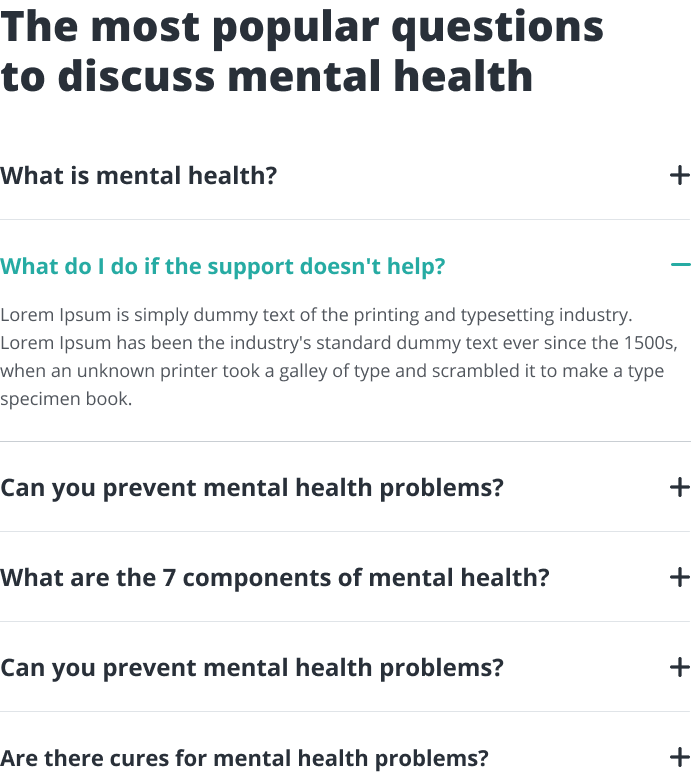 The most popular questions
to discuss mental health
What is mental health?
What do I do if the support doesn't help?
Lorem Ipsum is simply dummy text of the printing and typesetting industry.
Lorem Ipsum has been the industry's standard dummy text ever since the 1500s,
when an unknown printer took a galley of type and scrambled it to make a type
specimen book.
Can you prevent mental health problems?
What are the 7 components of mental health?
Can you prevent mental health problems?
Are there cures for mental health problems?